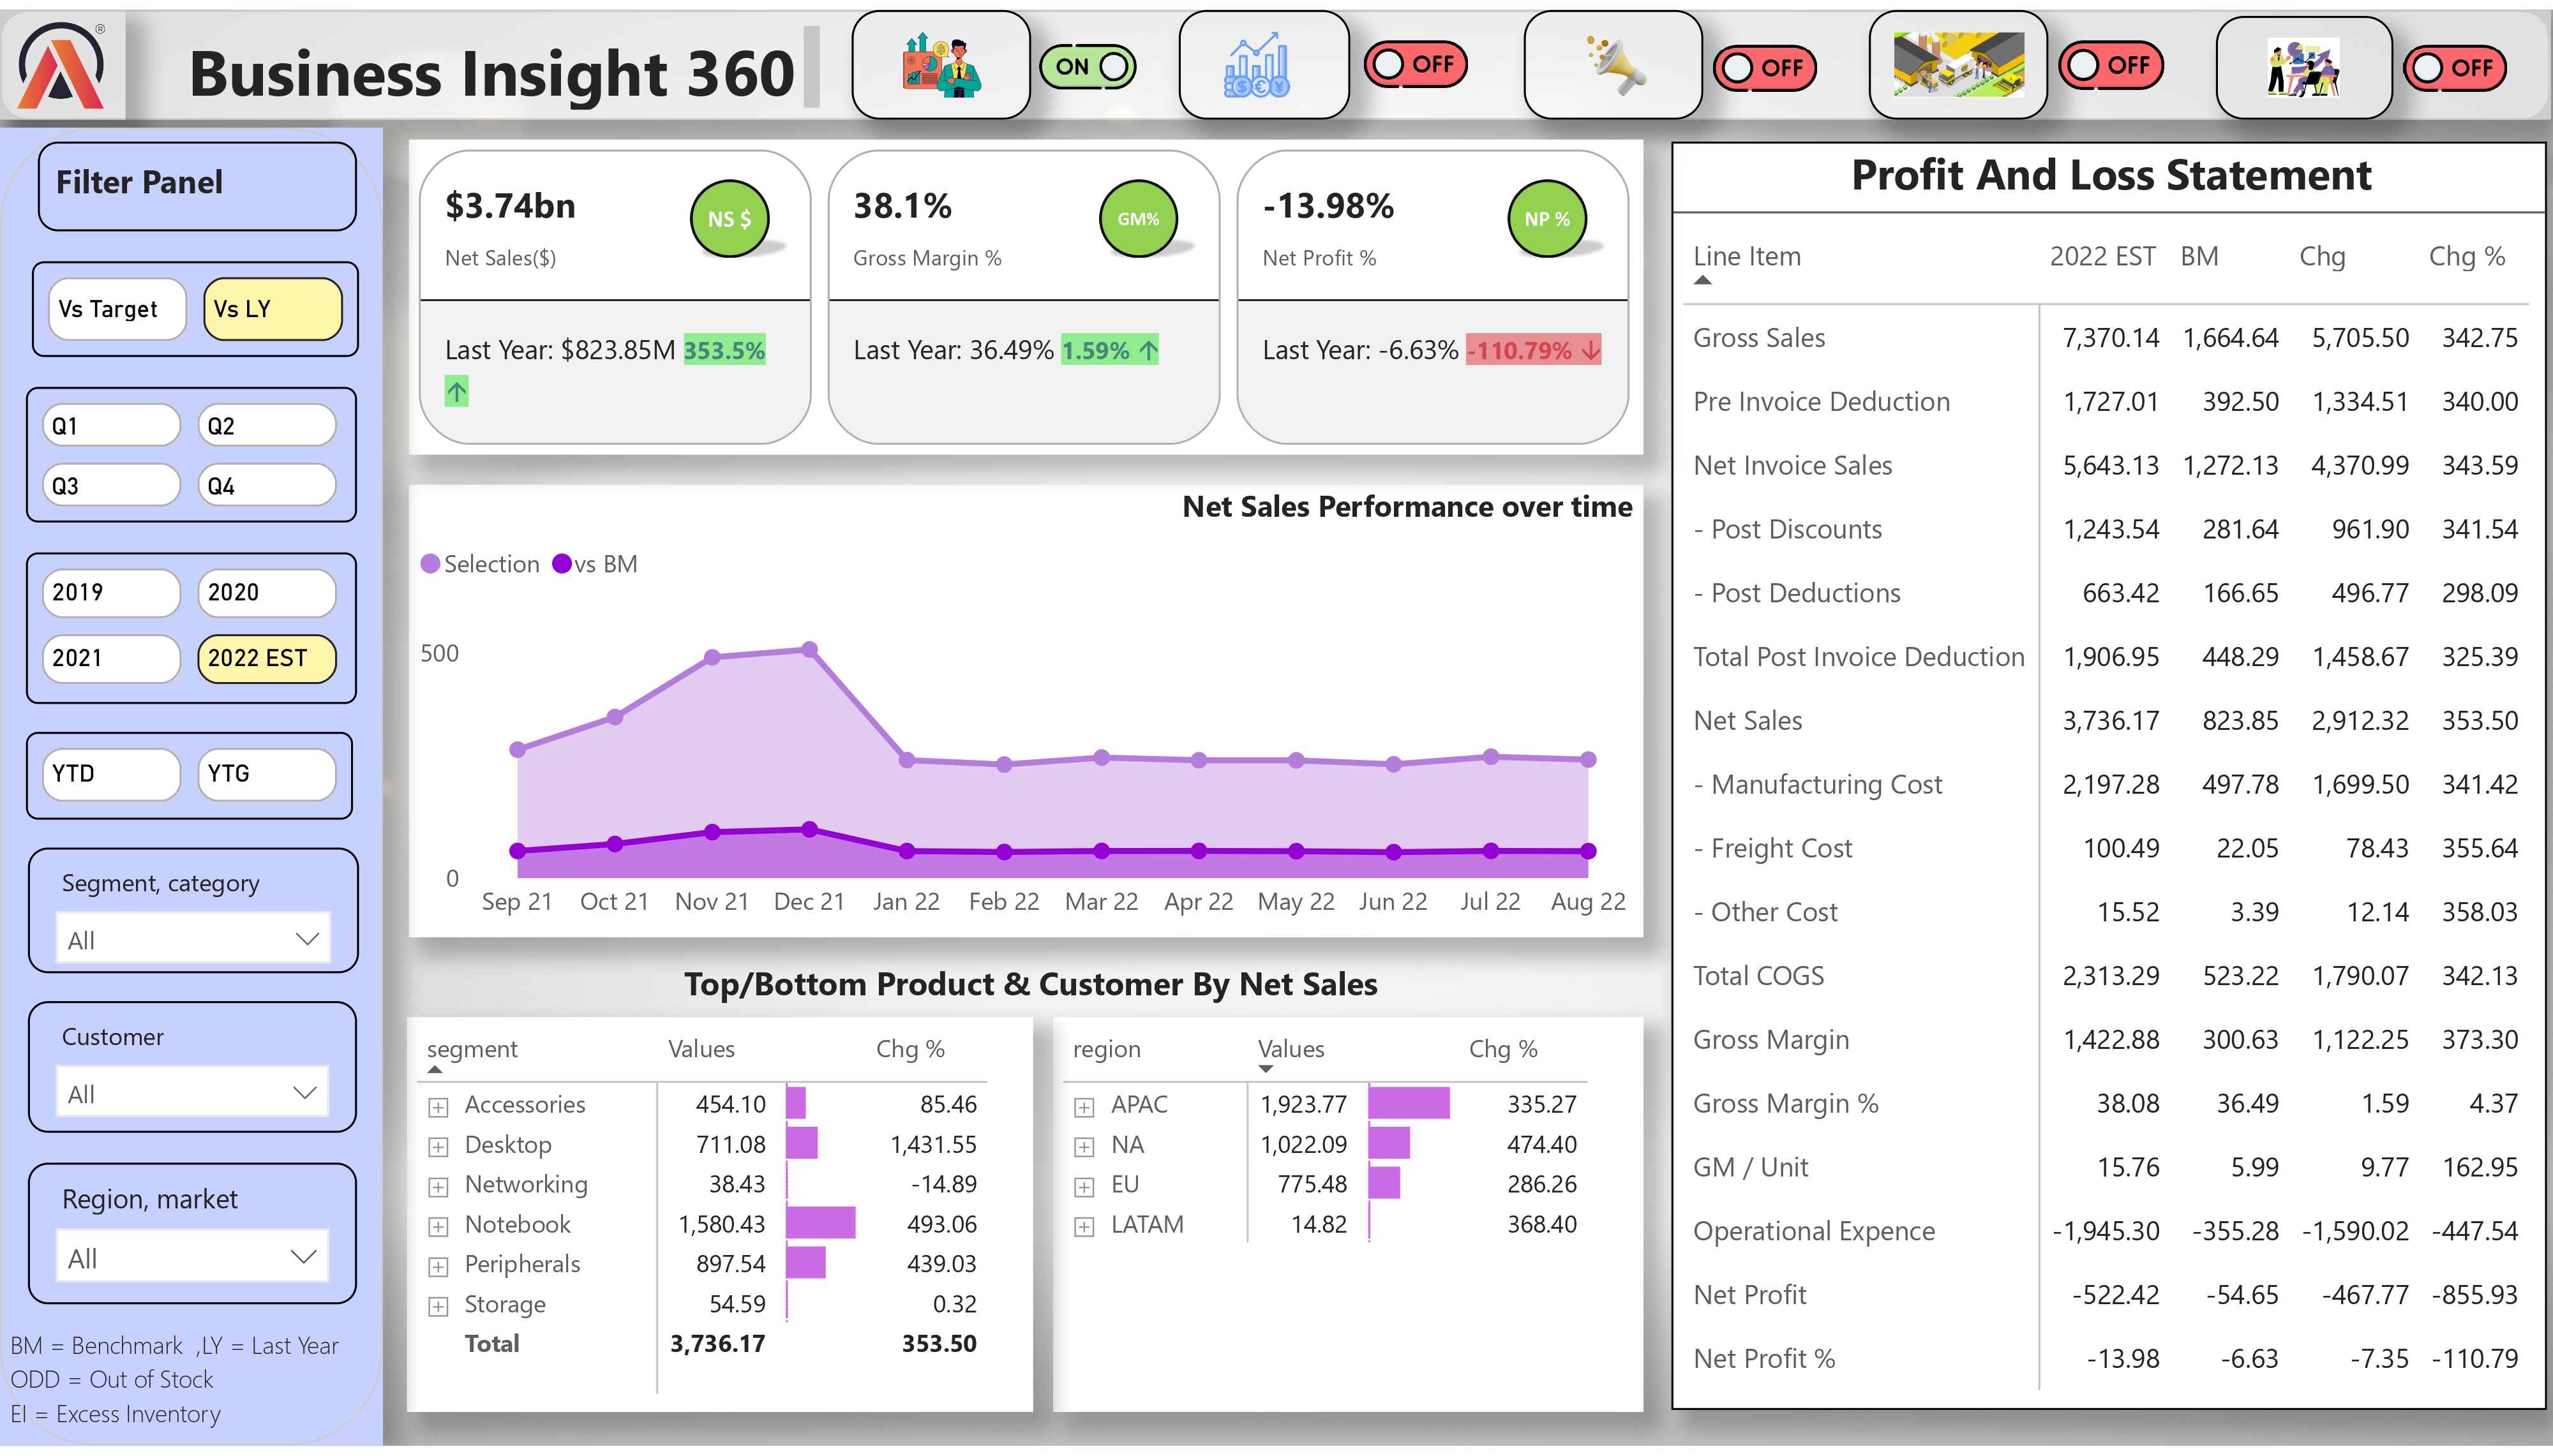 Business Insight 360
®
ON
OFF
OFF
OFF
OFF
Filter Panel
Vs Target
Vs LY
Q1
Q2
Q3
Q4
2019
2020
2021
2022 EST
YTD
YTG
Segment, category
All
Customer
All
Region, market
All
BM = Benchmark ,LY = Last Year
ODD = Out of Stock
EI = Excess Inventory
$3.74bn
NS $
Net Sales($)
Last Year: $823.85M 353.5%
↑
38.1%
GM%
Gross Margin %
Last Year: 36.49% 1.59% ↑
-13.98%
NP %
Net Profit %
Last Year: -6.63% -110.79% ↓
Net Sales Performance over time
Selection vs BM
500
0
Sep 21 Oct 21 Nov 21 Dec 21 Jan 22 Feb 22 Mar 22 Apr 22 May 22 Jun 22 Jul 22 Aug 22
Top/Bottom Product & Customer By Net Sales
segment Values Chg %
Accessories 454.10 85.46
Desktop 711.08 1,431.55
Networking 38.43 -14.89
Notebook 1,580.43 493.06
Peripherals 897.54 439.03
Storage 54.59 0.32
Total 3,736.17 353.50
region Values Chg %
APAC 1,923.77 335.27
NA 1,022.09 474.40
EU 775.48 286.26
LATAM 14.82 368.40
Profit And Loss Statement
Line Item 2022 EST BM Chg Chg %
Gross Sales 7,370.14 1,664.64 5,705.50 342.75
Pre Invoice Deduction 1,727.01 392.50 1,334.51 340.00
Net Invoice Sales 5,643.13 1,272.13 4,370.99 343.59
- Post Discounts 1,243.54 281.64 961.90 341.54
- Post Deductions 663.42 166.65 496.77 298.09
Total Post Invoice Deduction 1,906.95 448.29 1,458.67 325.39
Net Sales 3,736.17 823.85 2,912.32 353.50
- Manufacturing Cost 2,197.28 497.78 1,699.50 341.42
- Freight Cost 100.49 22.05 78.43 355.64
- Other Cost 15.52 3.39 12.14 358.03
Total COGS 2,313.29 523.22 1,790.07 342.13
Gross Margin 1,422.88 300.63 1,122.25 373.30
Gross Margin % 38.08 36.49 1.59 4.37
GM / Unit 15.76 5.99 9.77 162.95
Operational Expence -1,945.30 -355.28 -1,590.02 -447.54
Net Profit -522.42 -54.65 -467.77 -855.93
Net Profit % -13.98 -6.63 -7.35 -110.79